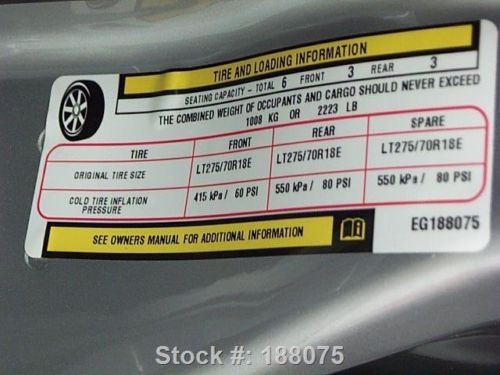 TIRE AND LOADING INFORMATION
SEATING CAPACITY - TOTAL 6 FRONT 3 REAR 3
THE COMBINED WEIGHT OF OCCUPANTS AND CARGO SHOULD NEVER EXCEED
1008 KG OR 2223 LB
TIRE FRONT REAR SPARE
ORIGINAL TIRE SIZE LT275/70R18E LT275/70R18E LT275/70R18E
COLD TIRE INFLATION PRESSURE 415 kPa / 60 PSI 550 kPa / 80 PSI 550 kPa / 80 PSI
SEE OWNERS MANUAL FOR ADDITIONAL INFORMATION
EG188075
Stock #: 188075